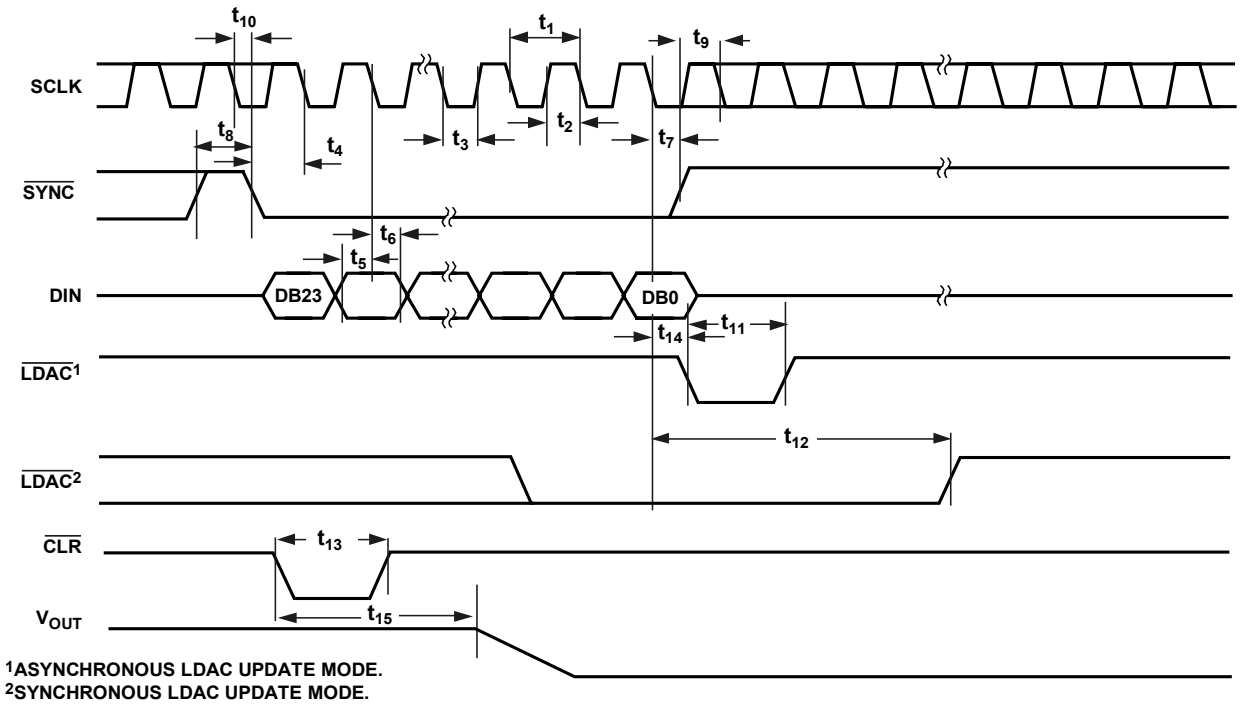 t10
t1
t9
SCLK
t8
t4
t3
t2
t7
SYNC
t6
t5
DIN
DB23
DB0
t14
t11
LDAC1
t12
LDAC2
CLR
t13
t15
VOUT
1ASYNCHRONOUS LDAC UPDATE MODE.
2SYNCHRONOUS LDAC UPDATE MODE.